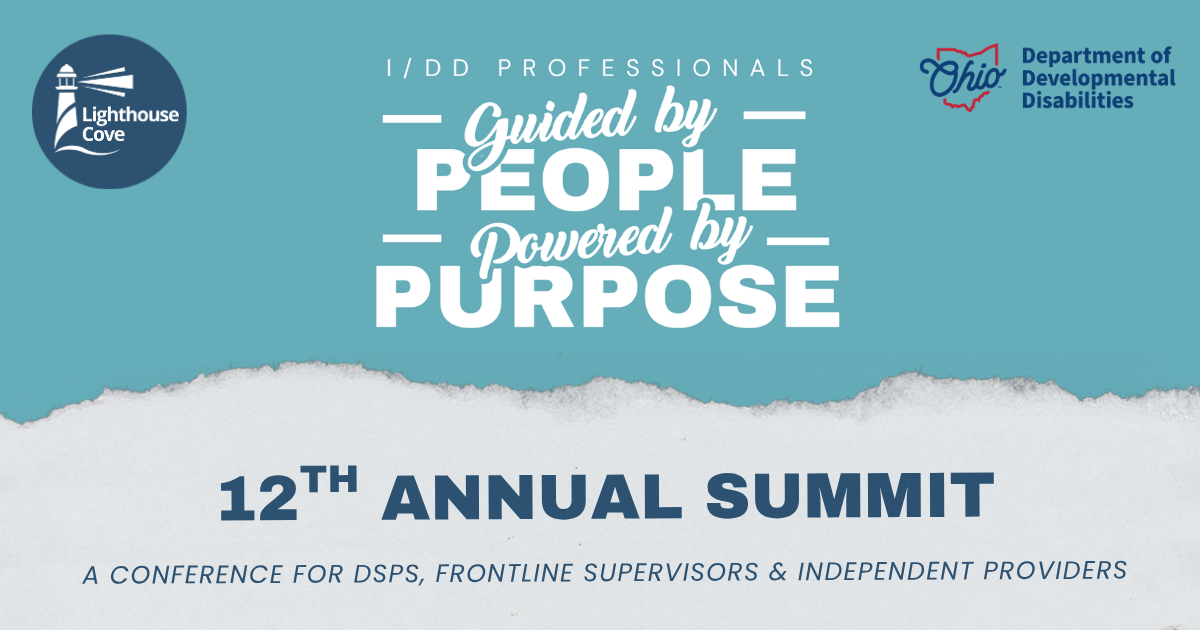 Lighthouse
Cove
I/DD PROFESSIONALS
Guided by
PEOPLE
Powered by
PURPOSE
Ohio
Department of
Developmental
Disabilities
12TH ANNUAL SUMMIT
A CONFERENCE FOR DSPS, FRONTLINE SUPERVISORS & INDEPENDENT PROVIDERS